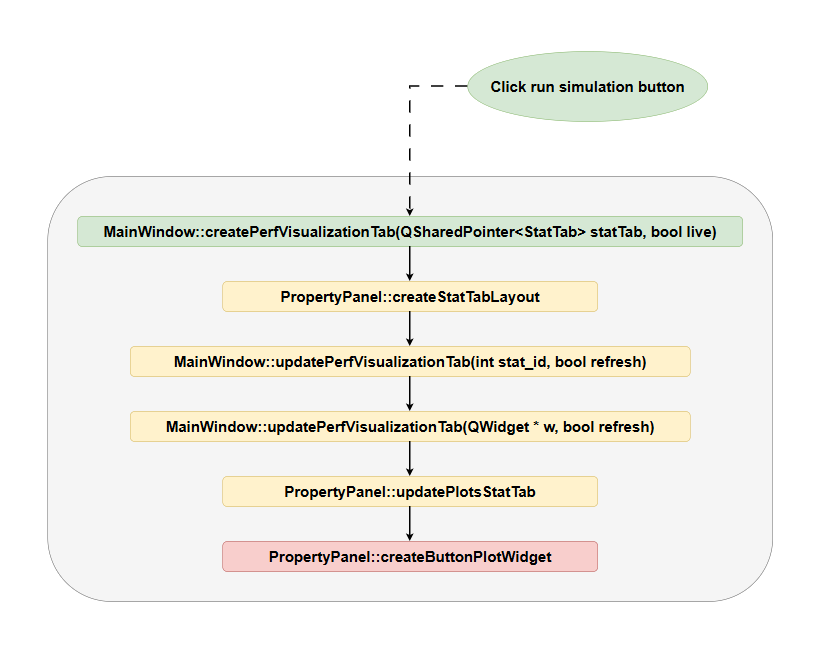 Click run simulation button
MainWindow::createPerfVisualizationTab(QSharedPointer<StatTab> statTab, bool live)
PropertyPanel::createStatTabLayout
MainWindow::updatePerfVisualizationTab(int stat_id, bool refresh)
MainWindow::updatePerfVisualizationTab(QWidget * w, bool refresh)
PropertyPanel::updatePlotsStatTab
PropertyPanel::createButtonPlotWidget